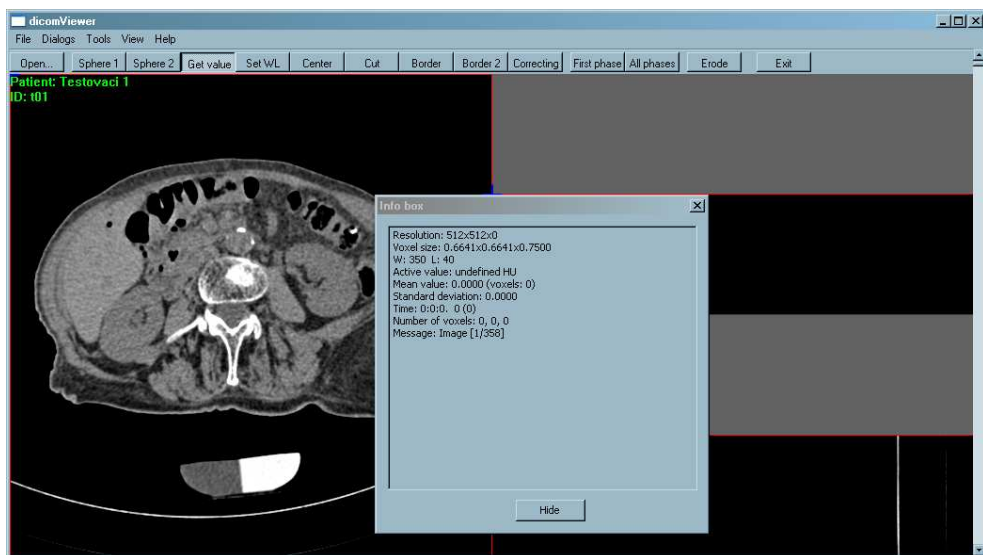 dicomViewer
File Dialogs Tools View Help
Open... Sphere 1 Sphere 2 Get value Set WL Center Cut Border Border 2 Correcting First phase All phases Erode Exit
Patient: Testovaci 1
ID: t01
Info box
Resolution: 512x512x0
Voxel size: 0.6641x0.6641x0.7500
W: 350 L: 40
Active value: undefined HU
Mean value: 0.0000 (voxels: 0)
Standard deviation: 0.0000
Time: 0:0:0. 0 (0)
Number of voxels: 0, 0, 0
Message: Image [1/358]
Hide